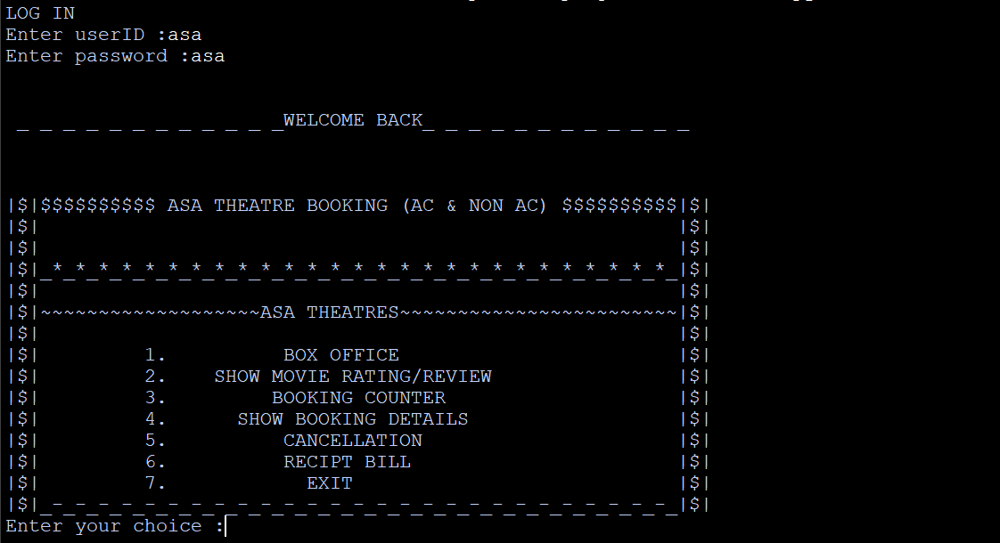 LOG IN
Enter userID :asa
Enter password :asa
_ _ _ _ _ _ _ _ _ _ _ _WELCOME BACK_ _ _ _ _ _ _ _ _ _ _ _
|$|$$$$$$$$$$ ASA THEATRE BOOKING (AC & NON AC) $$$$$$$$$$|$|
|$| |$|
|$| |$|
|$|_*_*_*_*_*_*_*_*_*_*_*_*_*_*_*_*_*_*_*_*_*_*_*_*_*_*_*_|$|
|$| |$|
|$|~~~~~~~~~~~~~~~~~~~ASA THEATRES~~~~~~~~~~~~~~~~~~~~~~~~|$|
|$| |$|
|$| 1. BOX OFFICE |$|
|$| 2. SHOW MOVIE RATING/REVIEW |$|
|$| 3. BOOKING COUNTER |$|
|$| 4. SHOW BOOKING DETAILS |$|
|$| 5. CANCELLATION |$|
|$| 6. RECIPT BILL |$|
|$| 7. EXIT |$|
|$|_-_-_-_-_-_-_-_-_-_-_-_-_-_-_-_-_-_-_-_-_-_-_-_-_-_-_-_|$|
Enter your choice :